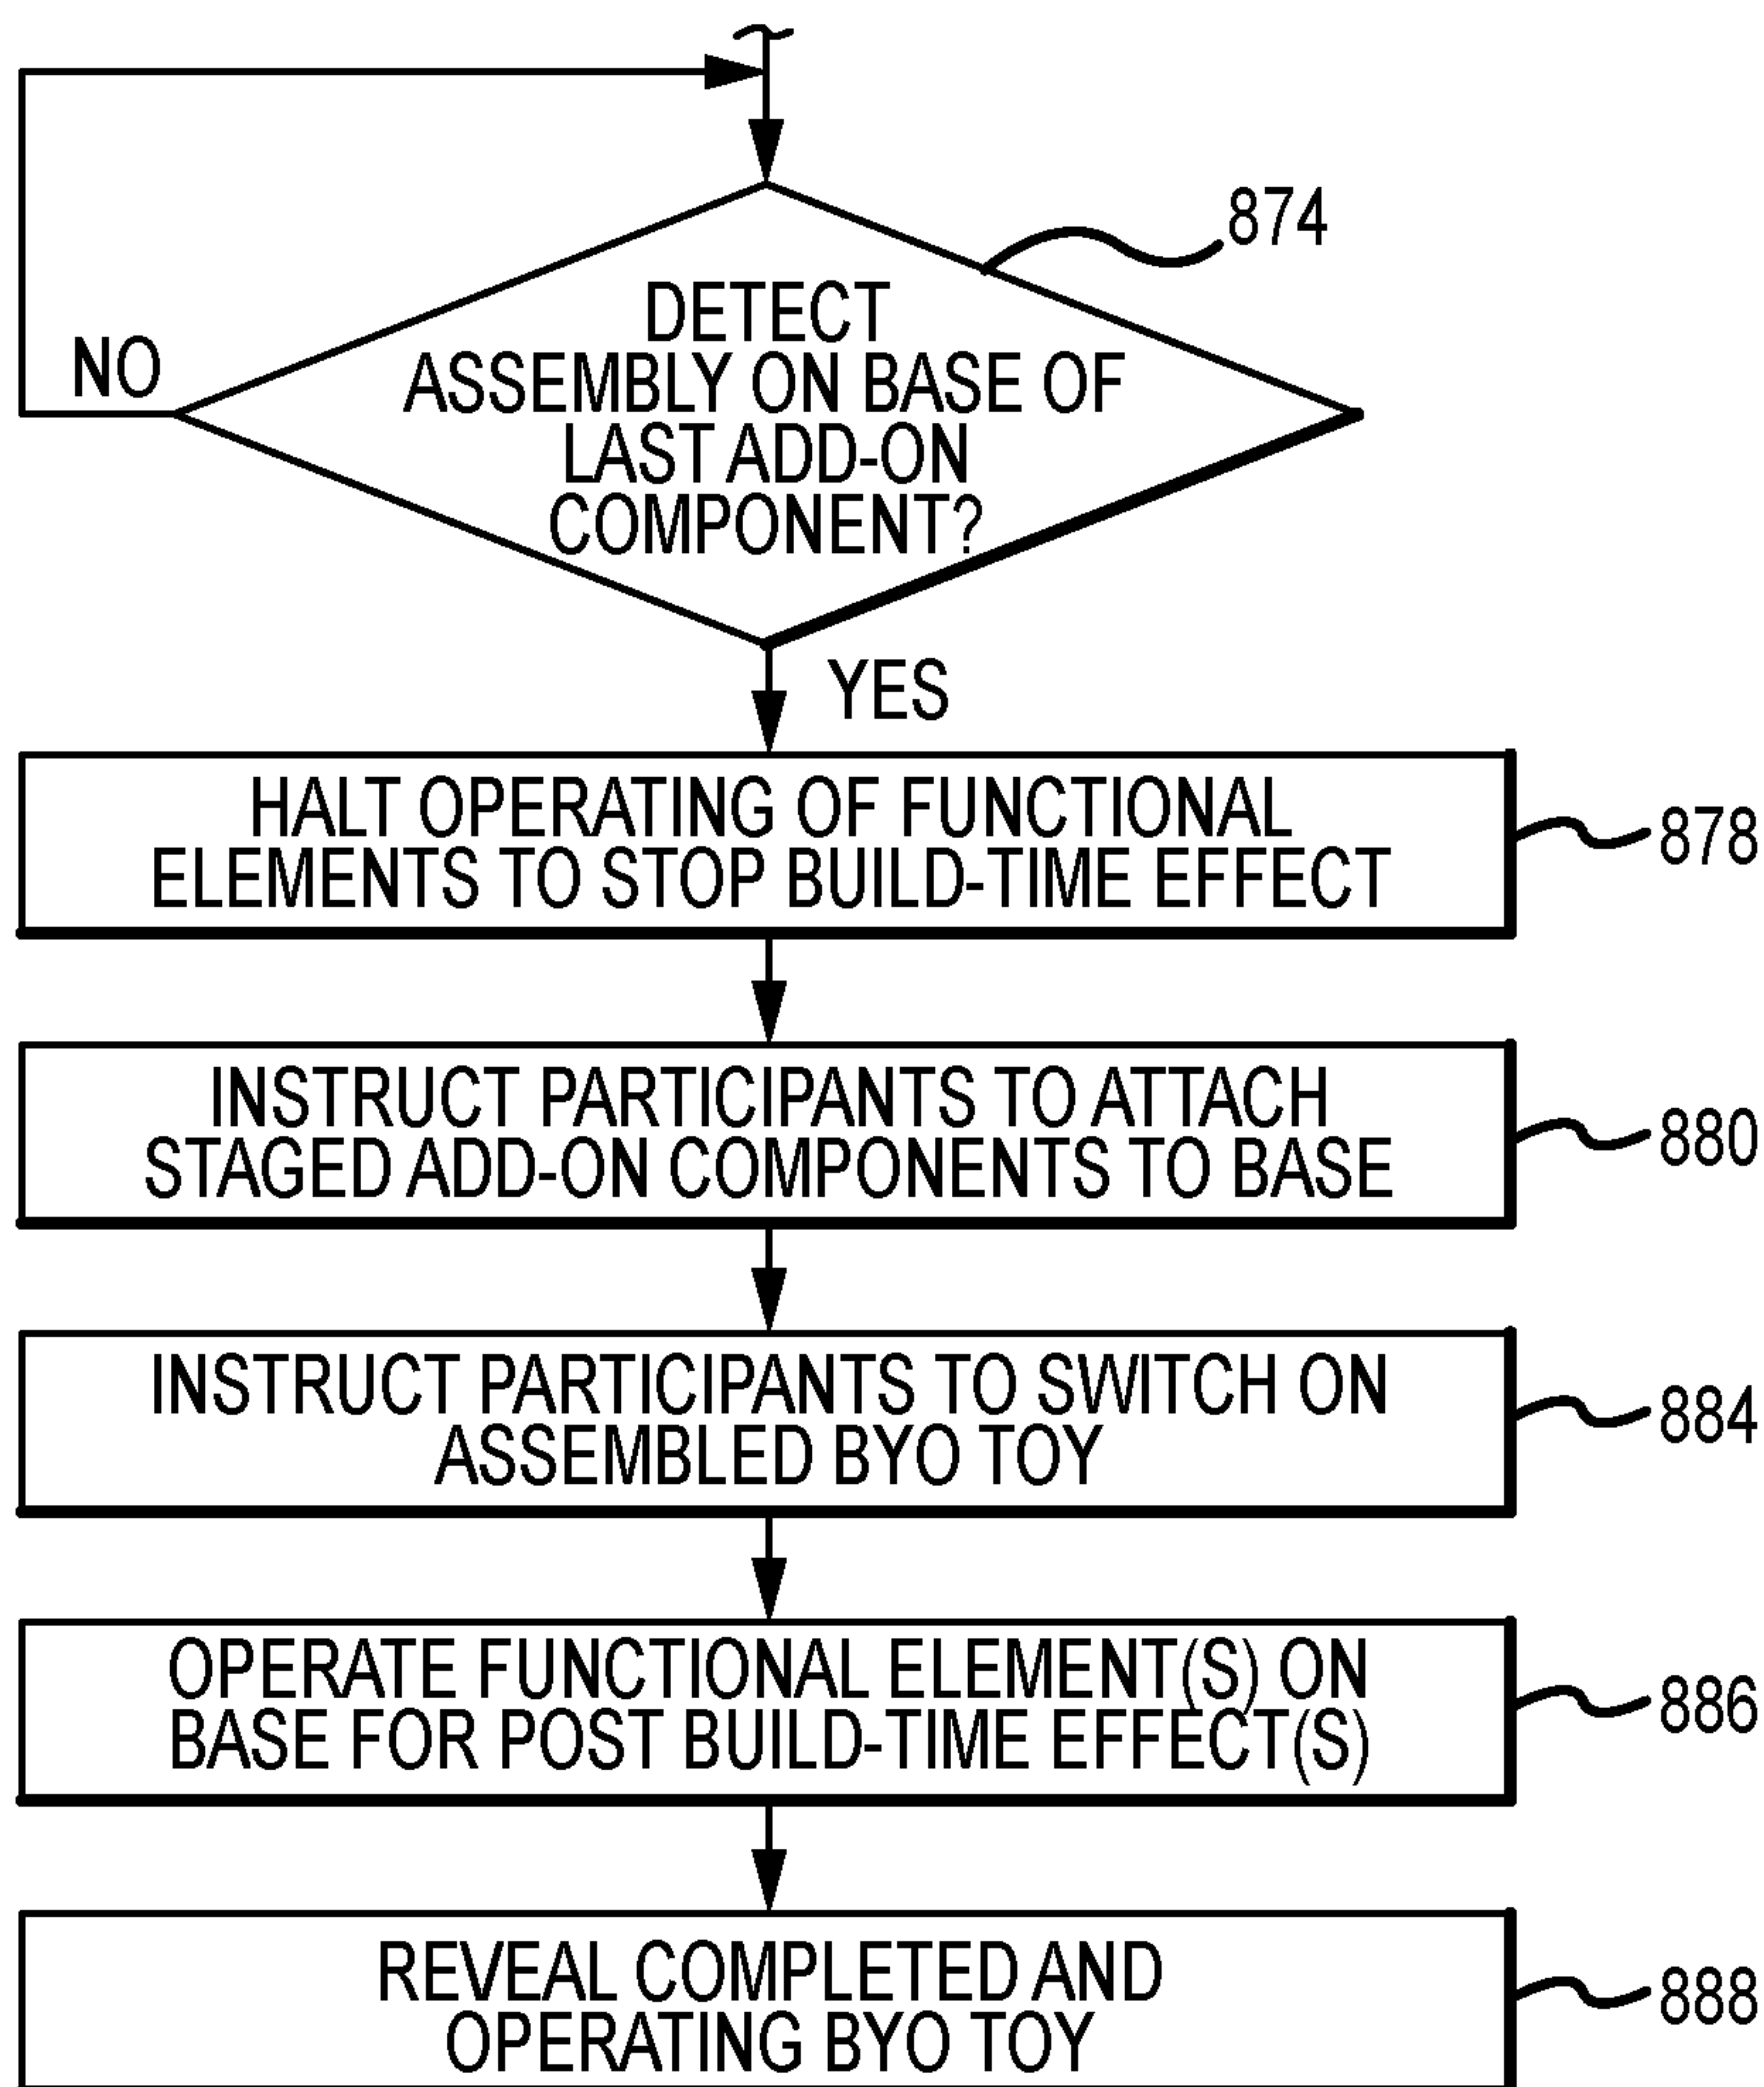 874
DETECT
ASSEMBLY ON BASE OF
LAST ADD-ON
COMPONENT?
NO
YES
HALT OPERATING OF FUNCTIONAL
ELEMENTS TO STOP BUILD-TIME EFFECT
878
INSTRUCT PARTICIPANTS TO ATTACH
STAGED ADD-ON COMPONENTS TO BASE
880
INSTRUCT PARTICIPANTS TO SWITCH ON
ASSEMBLED BYO TOY
884
OPERATE FUNCTIONAL ELEMENT(S) ON
BASE FOR POST BUILD-TIME EFFECT(S)
886
REVEAL COMPLETED AND
OPERATING BYO TOY
888